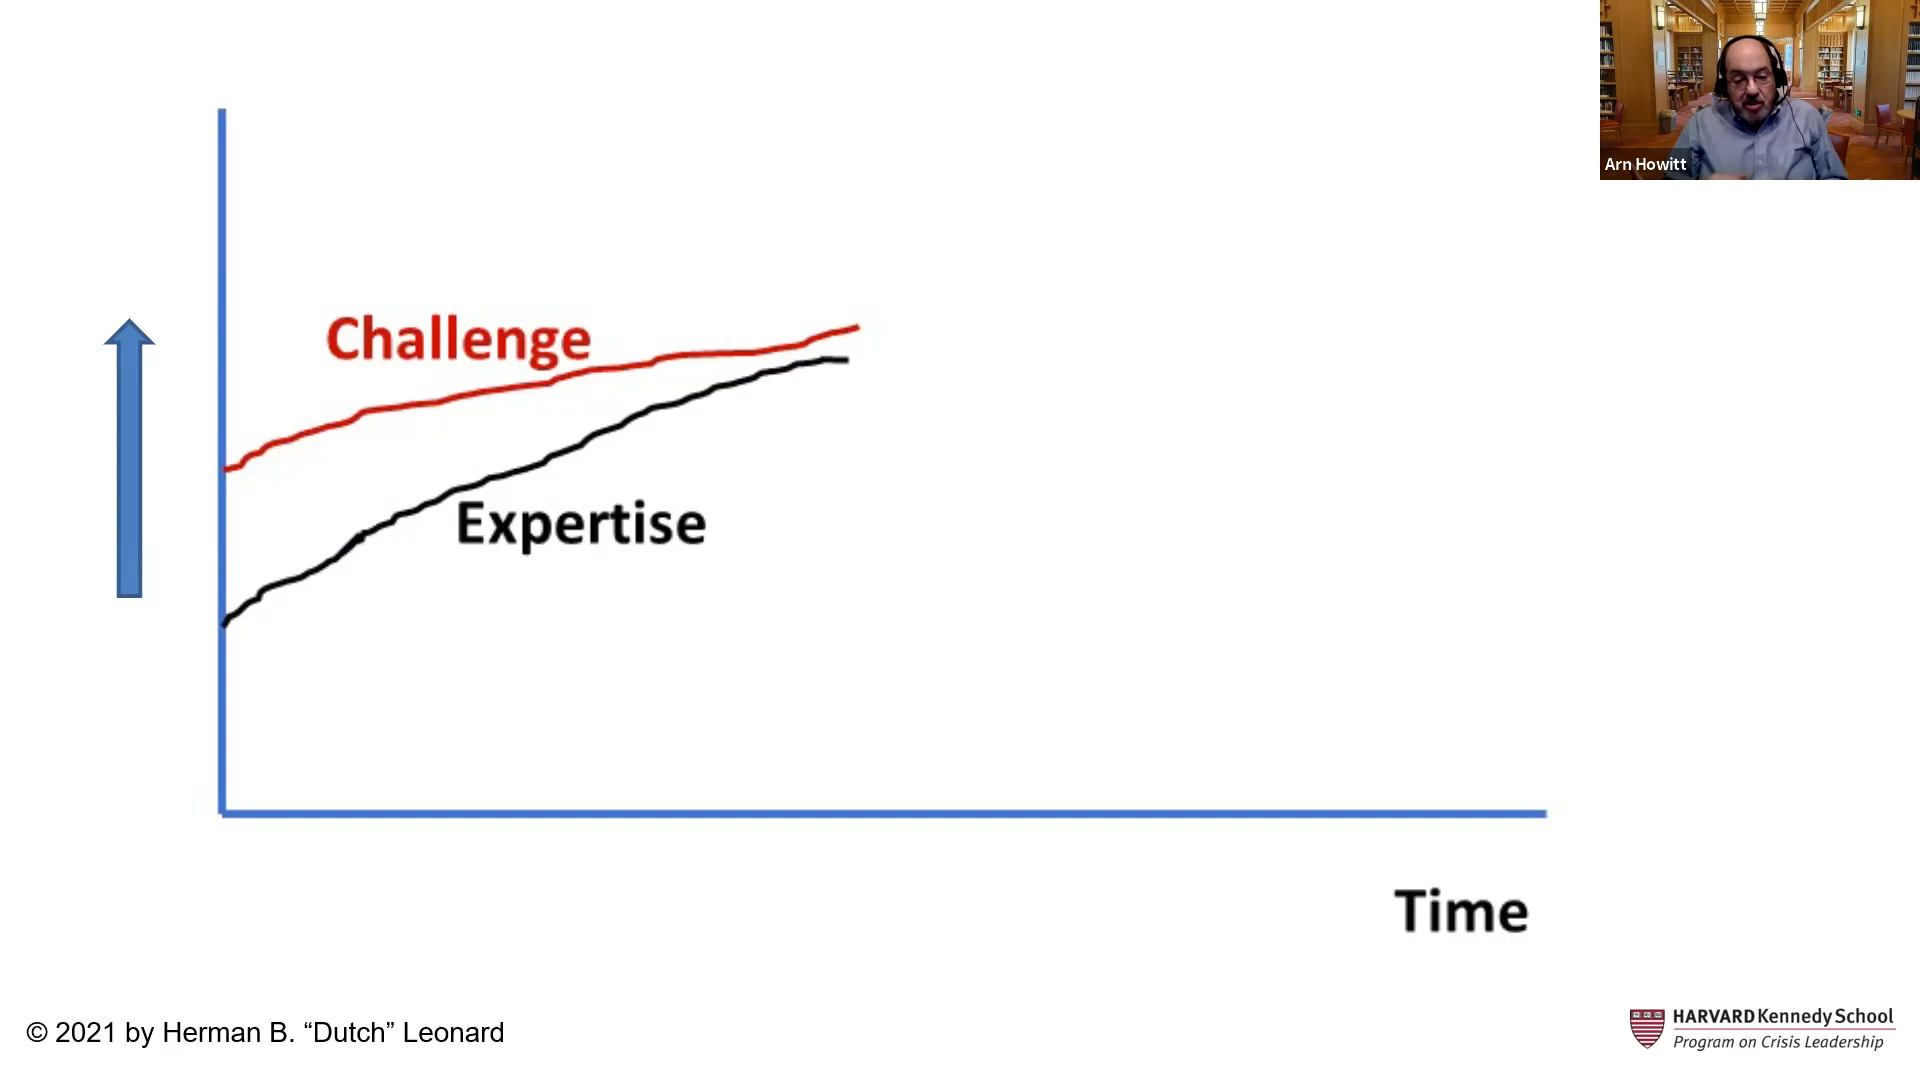 Arn Howitt
Challenge
Expertise
Time
© 2021 by Herman B. “Dutch” Leonard
HARVARD Kennedy School
Program on Crisis Leadership